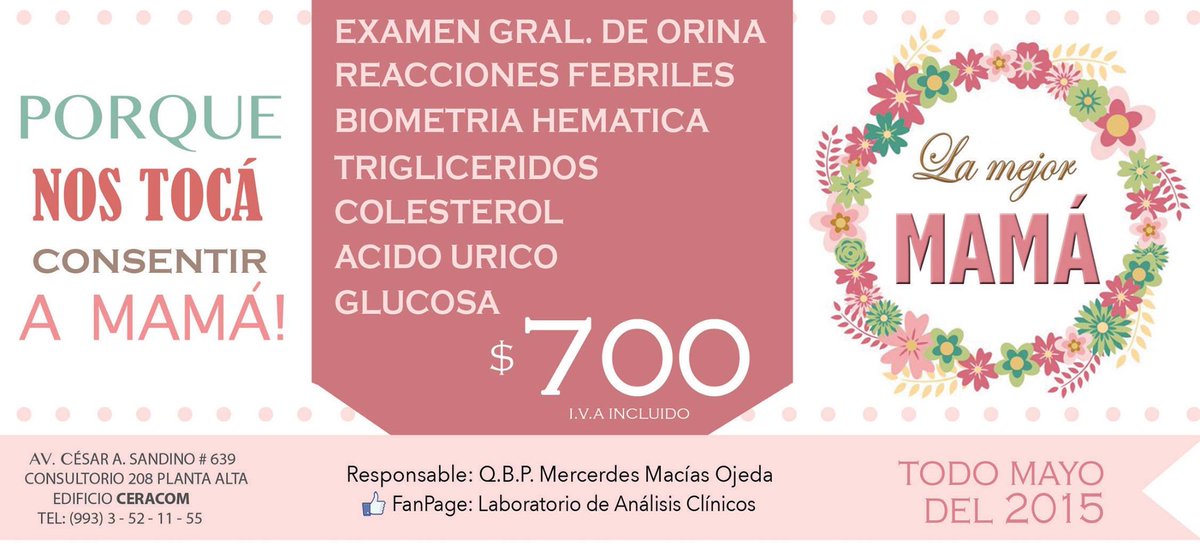 PORQUE
NOS TOCÁ
CONSENTIR
A MAMÁ!
EXAMEN GRAL. DE ORINA
REACCIONES FEBRILES
BIOMETRIA HEMATICA
TRIGLICERIDOS
COLESTEROL
ACIDO URICO
GLUCOSA
$ 700
I.V.A INCLUIDO
La mejor
MAMÁ
AV. CÉSAR A. SANDINO # 639
CONSULTORIO 208 PLANTA ALTA
EDIFICIO CERACOM
TEL: (993) 3 - 52 - 11 - 55
Responsable: Q.B.P. Mercerdes Macías Ojeda
FanPage: Laboratorio de Análisis Clínicos
TODO MAYO
DEL 2015